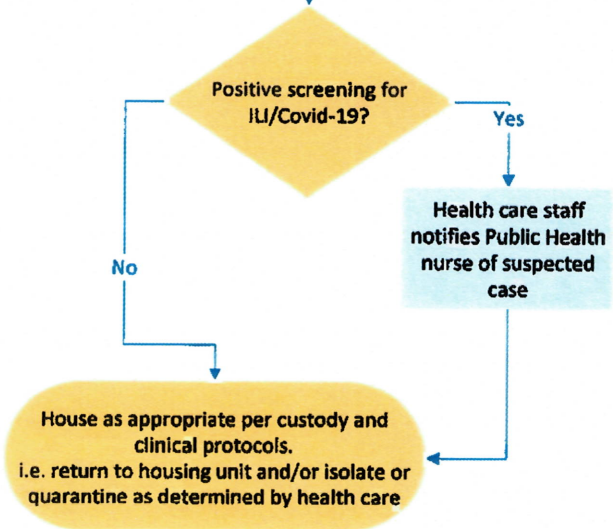 Positive screening for
ILI/Covid-19?
Yes
Health care staff
notifies Public Health
nurse of suspected
case
No
House as appropriate per custody and
clinical protocols.
i.e. return to housing unit and/or isolate or
quarantine as determined by health care